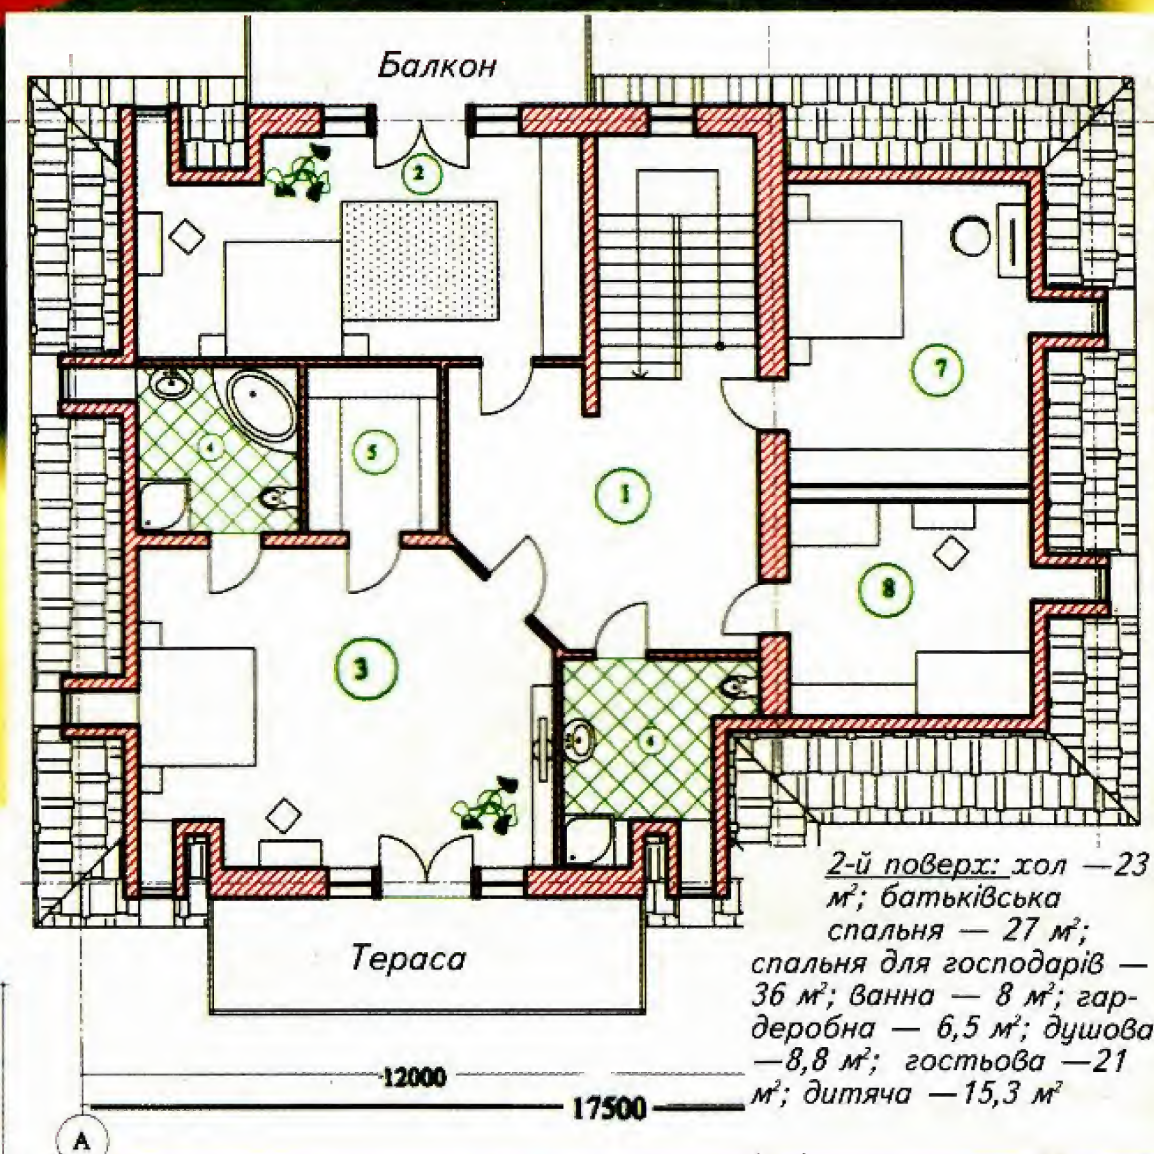 Балкон
2
7
4
5
1
8
3
6
2-й поверх: хол —23
м²; батьківська
спальня — 27 м²;
спальня для господарів —
36 м²; ванна — 8 м²; гар-
деробна — 6,5 м²; душова
—8,8 м²; гостьова —21
м²; дитяча —15,3 м²
Тераса
12000
17500
А